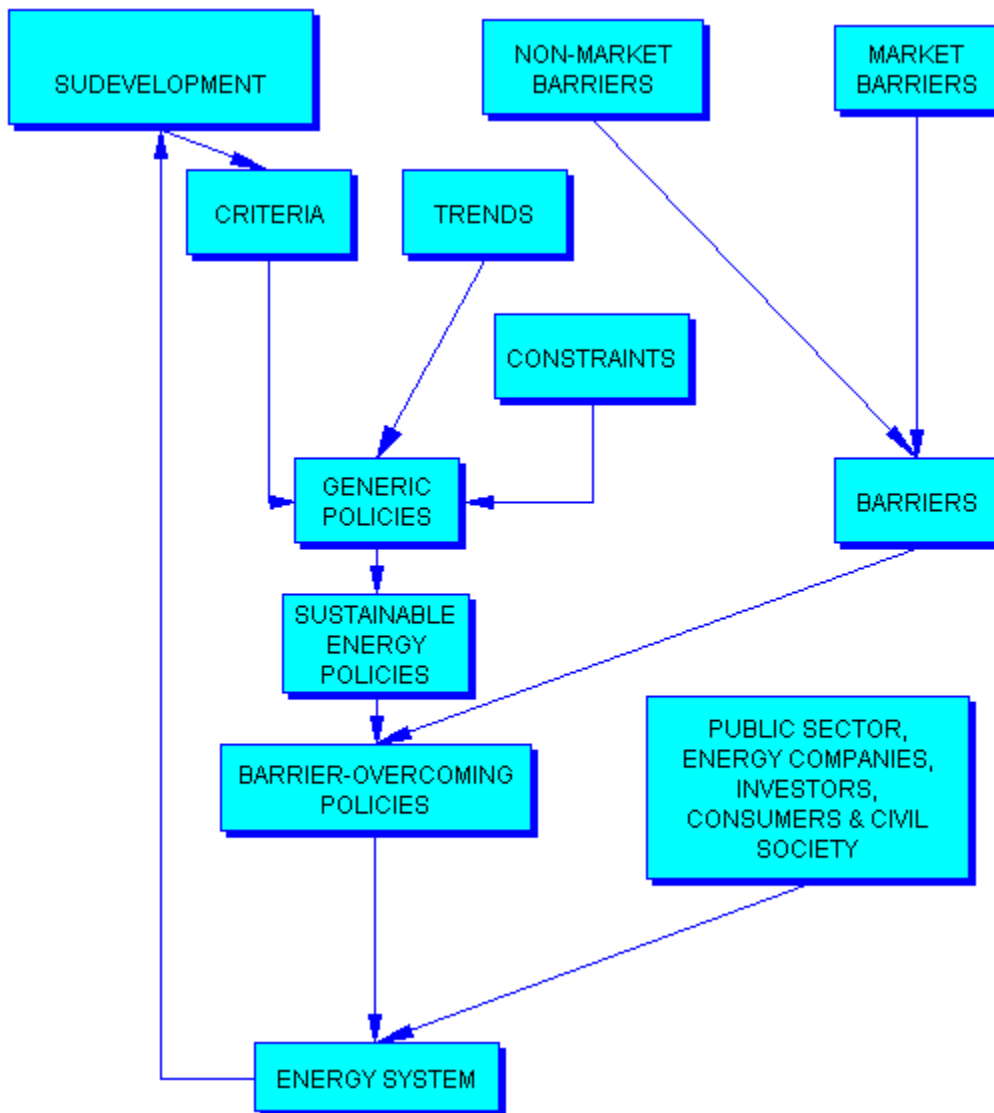 SUDEVELOPMENT
NON-MARKET
BARRIERS
MARKET
BARRIERS
CRITERIA
TRENDS
CONSTRAINTS
GENERIC
POLICIES
BARRIERS
SUSTAINABLE
ENERGY
POLICIES
BARRIER-OVERCOMING
POLICIES
PUBLIC SECTOR,
ENERGY COMPANIES,
INVESTORS,
CONSUMERS & CIVIL
SOCIETY
ENERGY SYSTEM